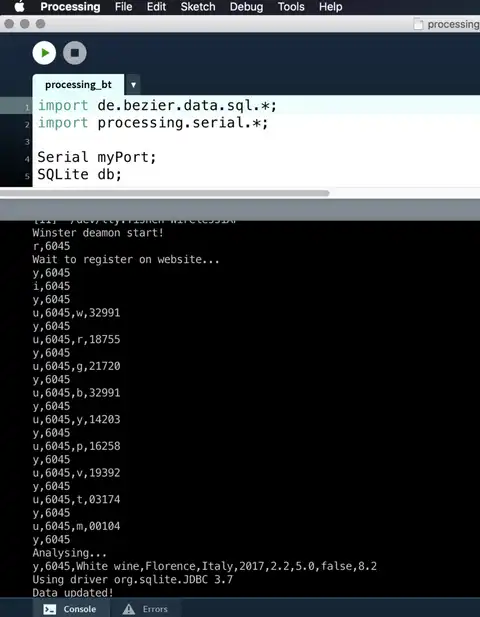 Processing File Edit Sketch Debug Tools Help
processing
processing_bt ▼
1 import de.bezier.data.sql.*;
2 import processing.serial.*;
3
4 Serial myPort;
5 SQLite db;
Winster deamon start!
r,6045
Wait to register on website...
y,6045
i,6045
y,6045
u,6045,w,32991
y,6045
u,6045,r,18755
y,6045
u,6045,g,21720
y,6045
u,6045,b,32991
y,6045
u,6045,y,14203
y,6045
u,6045,p,16258
y,6045
u,6045,v,19392
y,6045
u,6045,t,03174
y,6045
u,6045,m,00104
y,6045
Analysing...
y,6045,White wine,Florence,Italy,2017,2.2,5.0,false,8.2
Using driver org.sqlite.JDBC 3.7
Data updated!
Console Errors